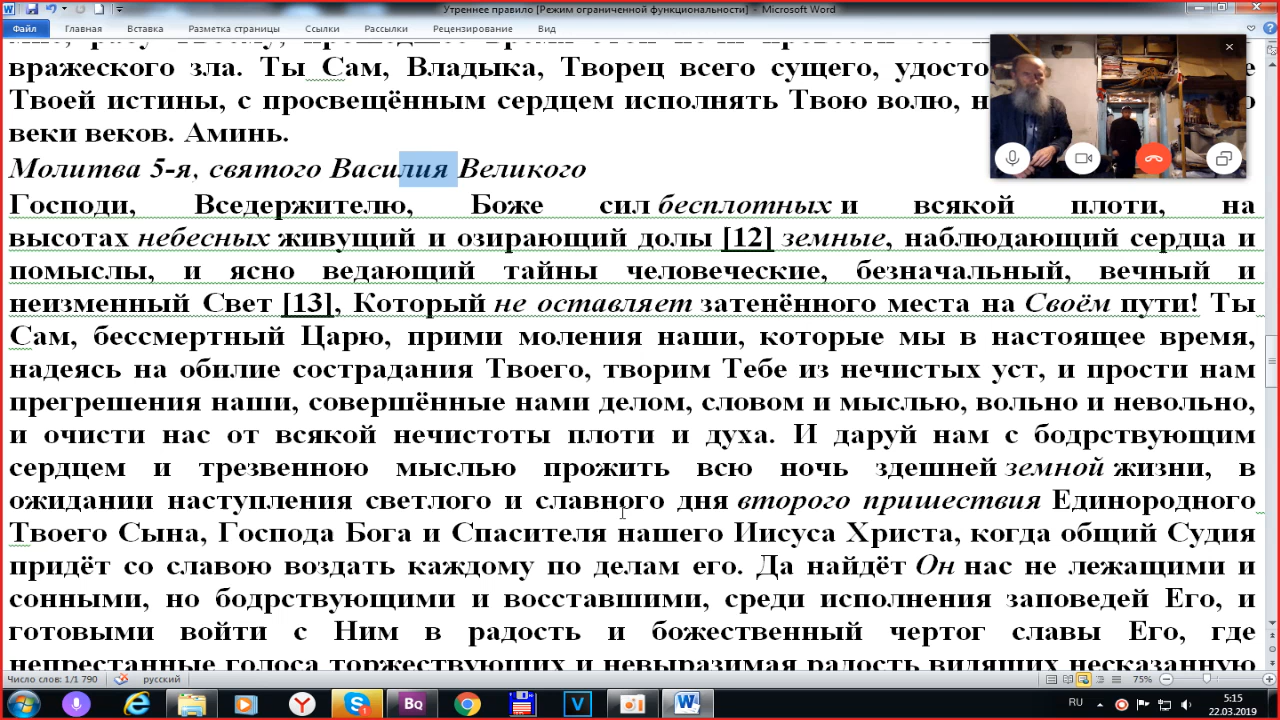 Утреннее правило [Режим ограниченной функциональности] - Microsoft Word
Файл Главная Вставка Разметка страницы Ссылки Рассылки Рецензирование Вид
вражеского зла. Ты Сам, Владыка, Творец всего сущего,
Твоей истины, с просвещённым сердцем исполнять Твою волю,
веки веков. Аминь.
Молитва 5-я, святого Василия Великого
Господи, Вседержителю, Боже сил бесплотных и всякой плоти, на
высотах небесных живущий и озирающий долы [12] земные, наблюдающий сердца и
помыслы, и ясно ведающий тайны человеческие, безначальный, вечный и
неизменный Свет [13], Который не оставляет затенённого места на Своём пути! Ты
Сам, бессмертный Царю, прими моления наши, которые мы в настоящее время,
надеясь на обилие сострадания Твоего, творим Тебе из нечистых уст, и прости нам
прегрешения наши, совершённые нами делом, словом и мыслью, вольно и невольно,
и очисти нас от всякой нечистоты плоти и духа. И даруй нам с бодрствующим
сердцем и трезвенною мыслью прожить всю ночь здешней земной жизни, в
ожидании наступления светлого и славного дня второго пришествия Единородного
Твоего Сына, Господа Бога и Спасителя нашего Иисуса Христа, когда общий Судия
придёт со славою воздать каждому по делам его. Да найдёт Он нас не лежащими и
сонными, но бодрствующими и восставшими, среди исполнения заповедей Его, и
готовыми войти с Ним в радость и божественный чертог славы Его, где
непрестанные голоса торжествующих и невыразимая радость видящих несказанную
Число слов: 1/1 790 русский 75%
RU 5:15
22.03.2019